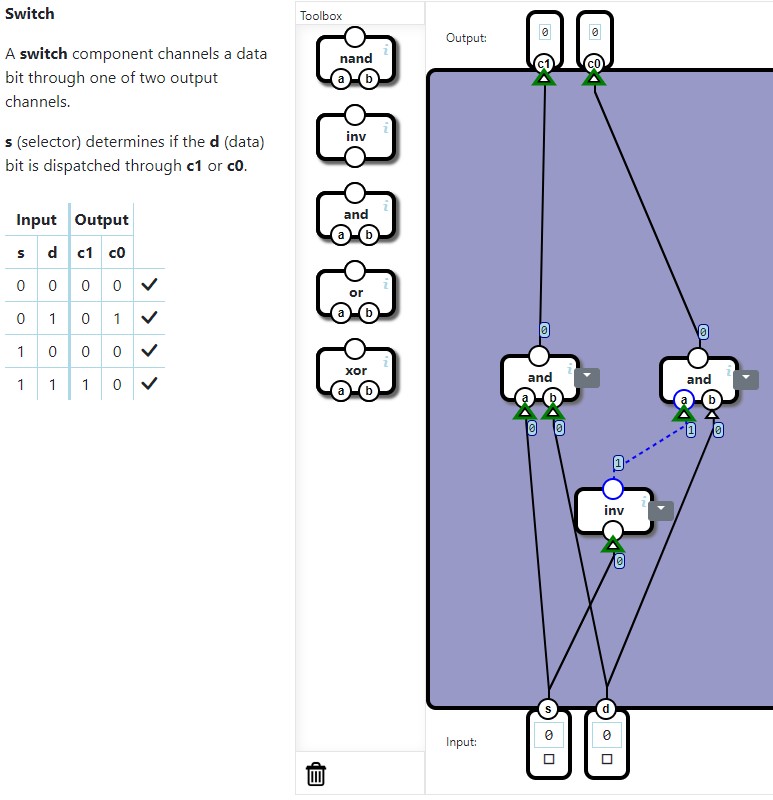 Switch
A switch component channels a data
bit through one of two output
channels.
s (selector) determines if the d (data)
bit is dispatched through c1 or c0.
Input Output
s d c1 c0
0 0 0 0
0 1 0 1
1 0 0 0
1 1 1 0
Toolbox
nand
i
a b
inv
i
and
i
a b
or
i
a b
xor
i
a b
Output:
0 0
c1 c0
0 0
and
i
a b
0 0
and
i
a b
1 0
1
inv
i
0
s d
Input:
0 0